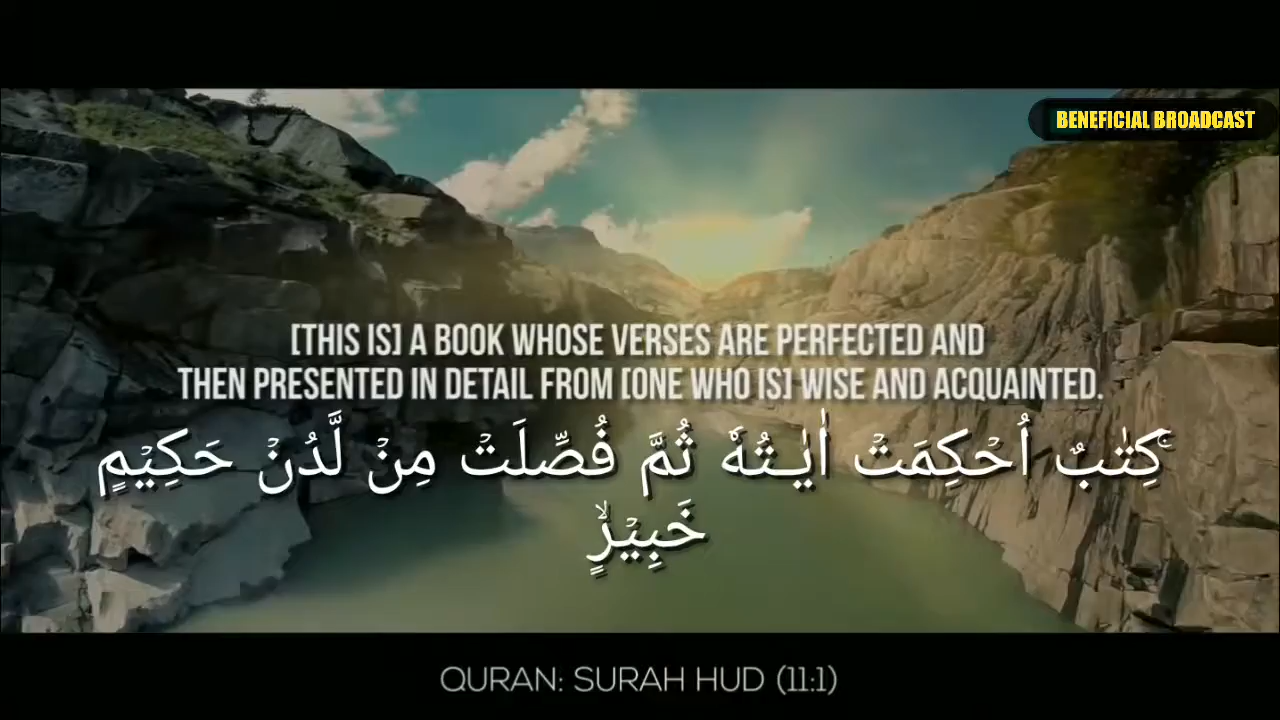 BENEFICIAL BROADCAST
[THIS IS] A BOOK WHOSE VERSES ARE PERFECTED AND
THEN PRESENTED IN DETAIL FROM [ONE WHO IS] WISE AND ACQUAINTED.
كِتٰبٌ اُحْكِمَتْ اٰيٰـتُهٗ ثُمَّ فُصِّلَتْ مِنْ لَّدُنْ حَكِيْمٍ
خَبِيْرٍۙ
QURAN: SURAH HUD (11:1)